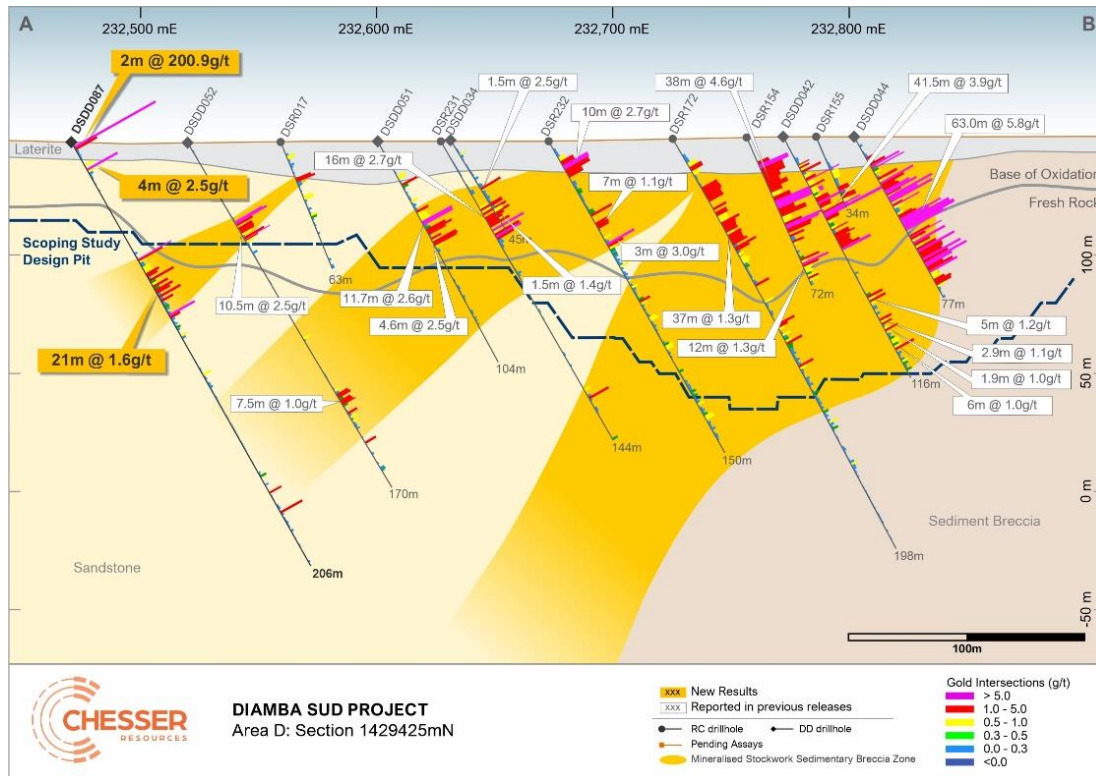 A
B
232,500 mE
232,600 mE
232,700 mE
232,800 mE
2m @ 200.9g/t
DSDD087
DSDD052
DSR017
DSDD051
DSR231
DSDD034
1.5m @ 2.5g/t
DSR232
10m @ 2.7g/t
DSR172
38m @ 4.6g/t
DSR154
DSDD042
DSR155
DSDD044
41.5m @ 3.9g/t
63.0m @ 5.8g/t
Laterite
4m @ 2.5g/t
16m @ 2.7g/t
7m @ 1.1g/t
Base of Oxidation
Fresh Rock
34m
45m
Scoping Study
Design Pit
100 m
3m @ 3.0g/t
63m
10.5m @ 2.5g/t
11.7m @ 2.6g/t
1.5m @ 1.4g/t
4.6m @ 2.5g/t
37m @ 1.3g/t
12m @ 1.3g/t
72m
77m
5m @ 1.2g/t
2.9m @ 1.1g/t
1.9m @ 1.0g/t
6m @ 1.0g/t
21m @ 1.6g/t
104m
116m
50 m
7.5m @ 1.0g/t
144m
150m
170m
0 m
Sediment Breccia
198m
Sandstone
206m
-50 m
100m
CHESSER
RESOURCES
DIAMBA SUD PROJECT
Area D: Section 1429425mN
xxx New Results
xxx Reported in previous releases
RC drillhole
DD drillhole
Pending Assays
Mineralised Stockwork Sedimentary Breccia Zone
Gold Intersections (g/t)
> 5.0
1.0 - 5.0
0.5 - 1.0
0.3 - 0.5
0.0 - 0.3
<0.0